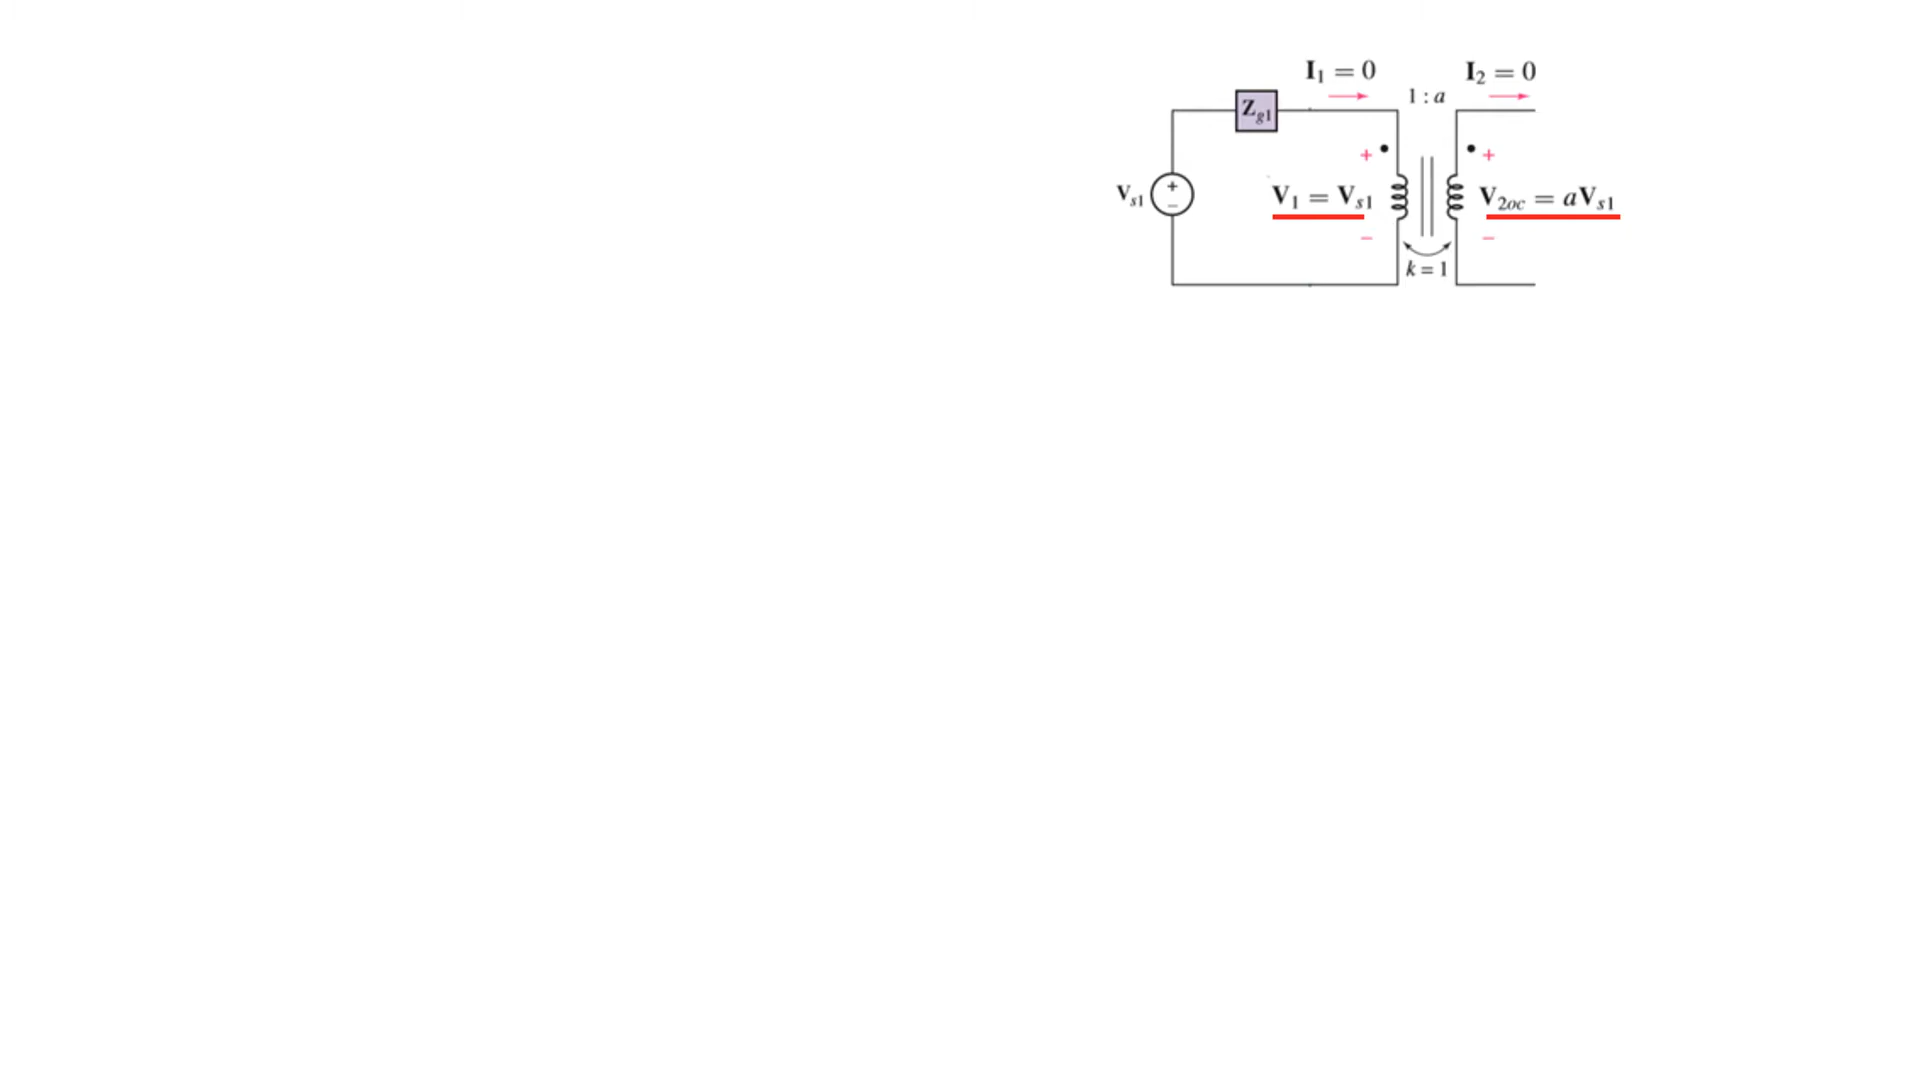 I₁ = 0
I₂ = 0
1 : a
Z_g1
+
+
V_s1
+
−
V₁ = V_s1
V_2oc = aV_s1
−
−
k = 1